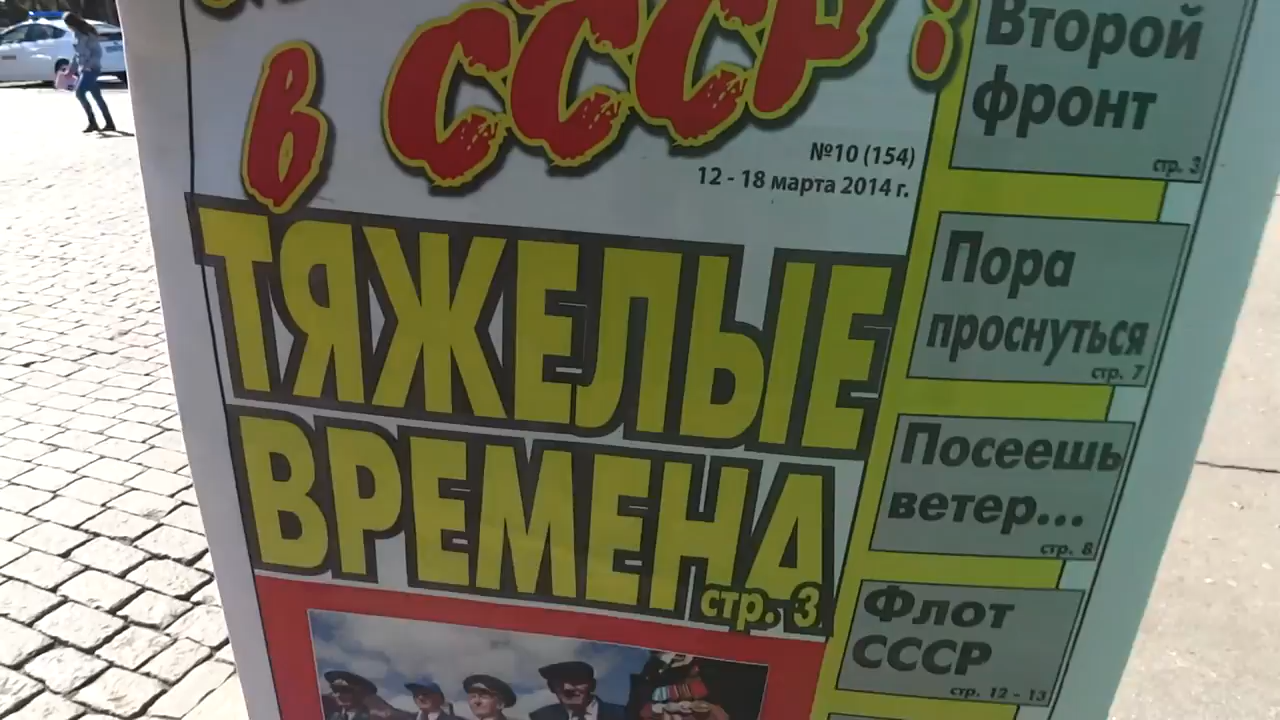 в СССР!
№10 (154)
12 - 18 марта 2014 г.
ТЯЖЕЛЫЕ
ВРЕМЕНА
стр. 3
Второй
фронт
стр. 3
Пора
проснуться
стр. 7
Посеешь
ветер...
стр. 8
Флот
СССР
стр. 12 - 13